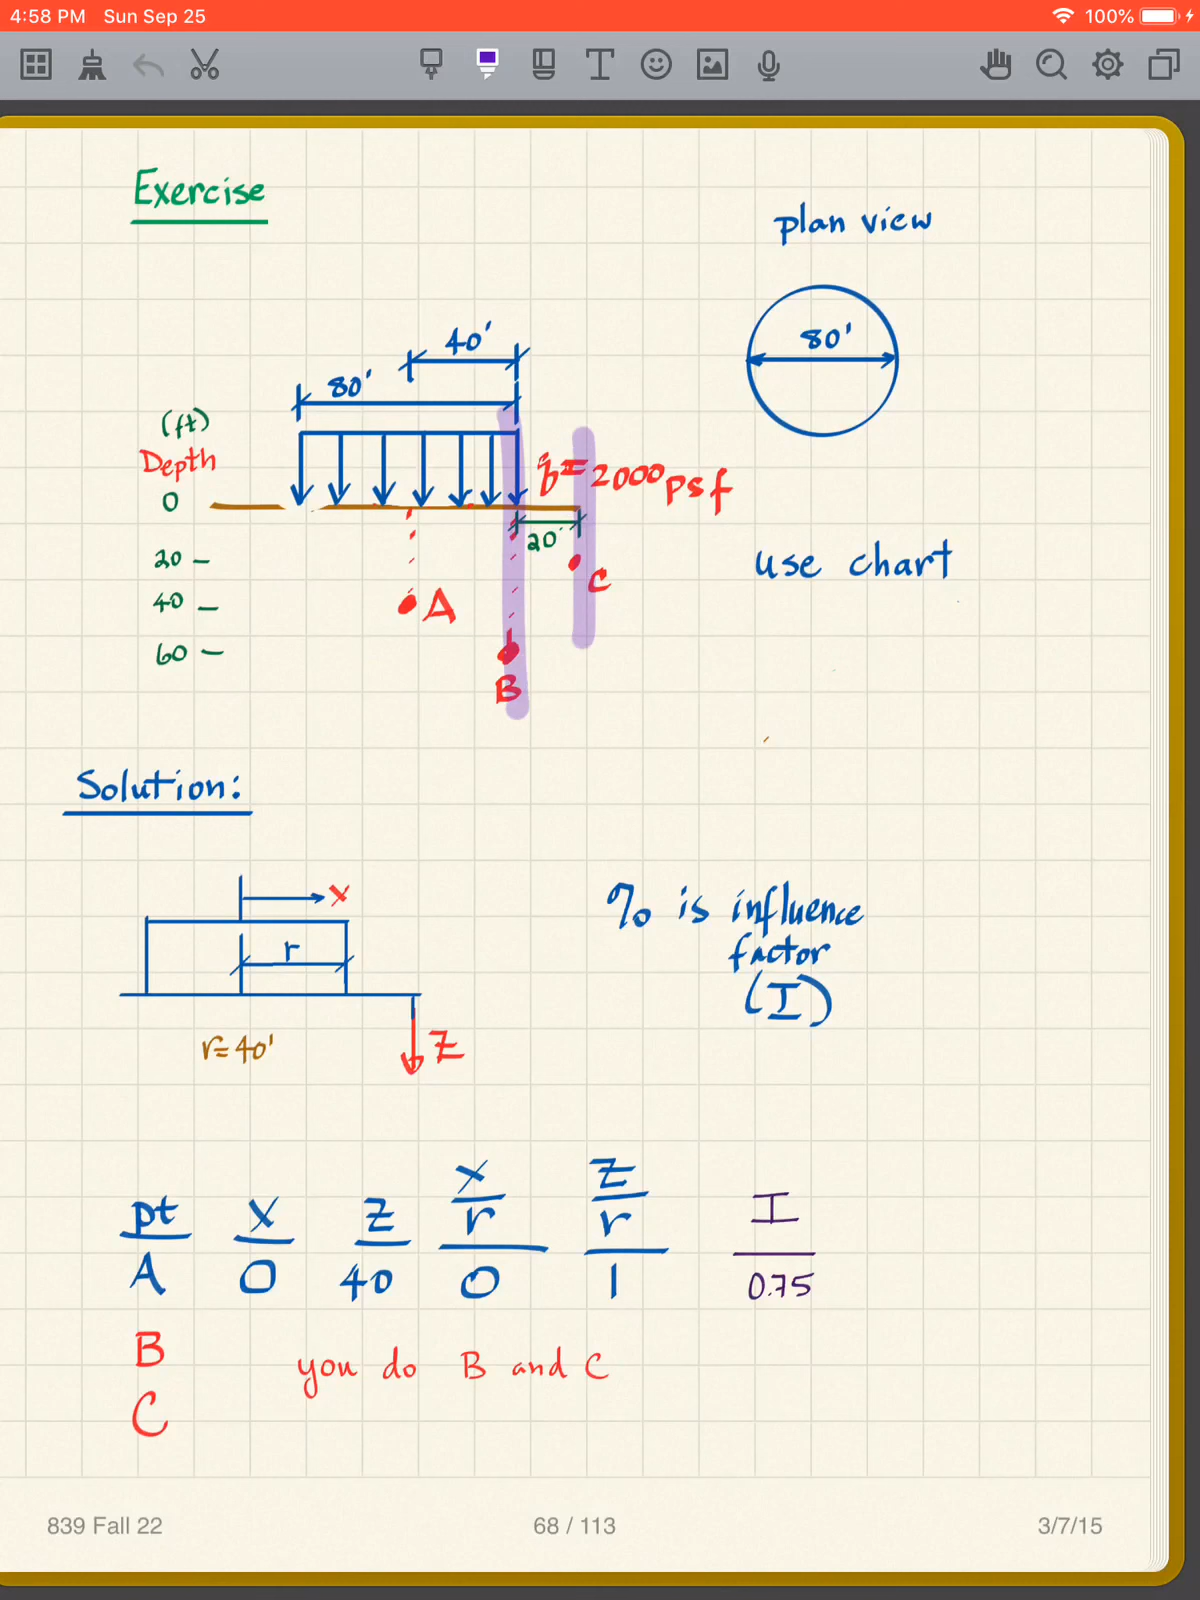 4:58 PM Sun Sep 25 100%
Exercise
plan view
40'
80'
80'
(ft)
Depth
0
q = 2000 psf
20'
20 -
C
use chart
40 -
A
60 -
B
Solution:
x
% is influence
factor
(I)
r
r= 40'
z
pt x z x/r z/r I
A 0 40 0 1 0.75
B
you do B and C
C
839 Fall 22 68 / 113 3/7/15